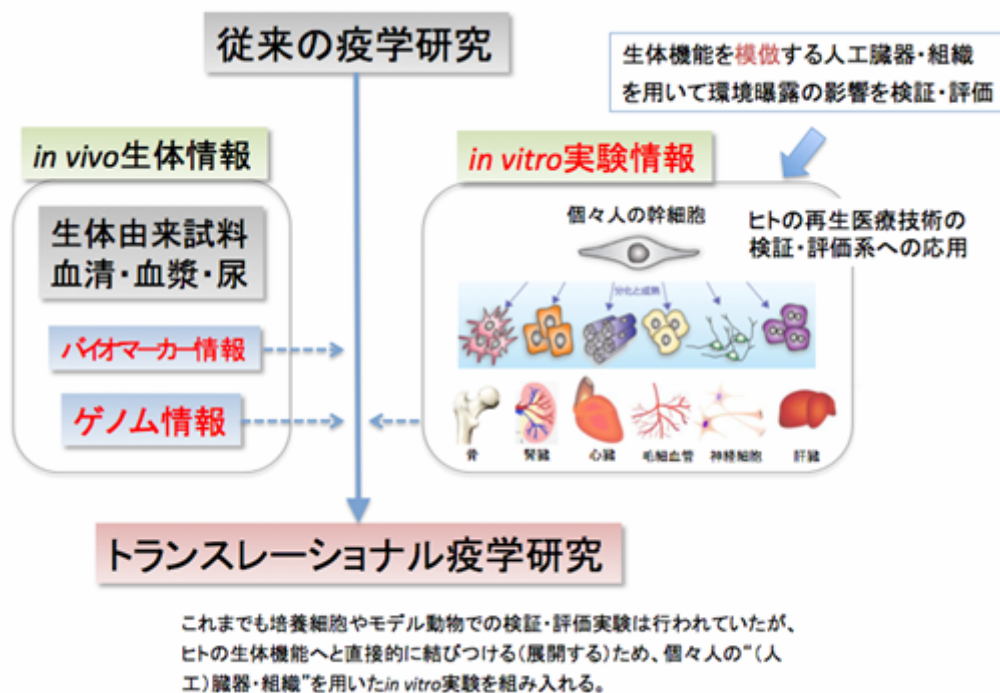 従来の疫学研究
生体機能を模倣する人工臓器・組織
を用いて環境曝露の影響を検証・評価
in vivo生体情報
生体由来試料
血清・血漿・尿
バイオマーカー情報
ゲノム情報
in vitro実験情報
個々人の幹細胞
ヒトの再生医療技術の
検証・評価系への応用
分化と成熟
骨
腎臓
心臓
毛細血管
神経細胞
肝臓
トランスレーショナル疫学研究
これまでも培養細胞やモデル動物での検証・評価実験は行われていたが、
ヒトの生体機能へと直接的に結びつける(展開する)ため、個々人の“(人
工)臓器・組織”を用いたin vitro実験を組み入れる。